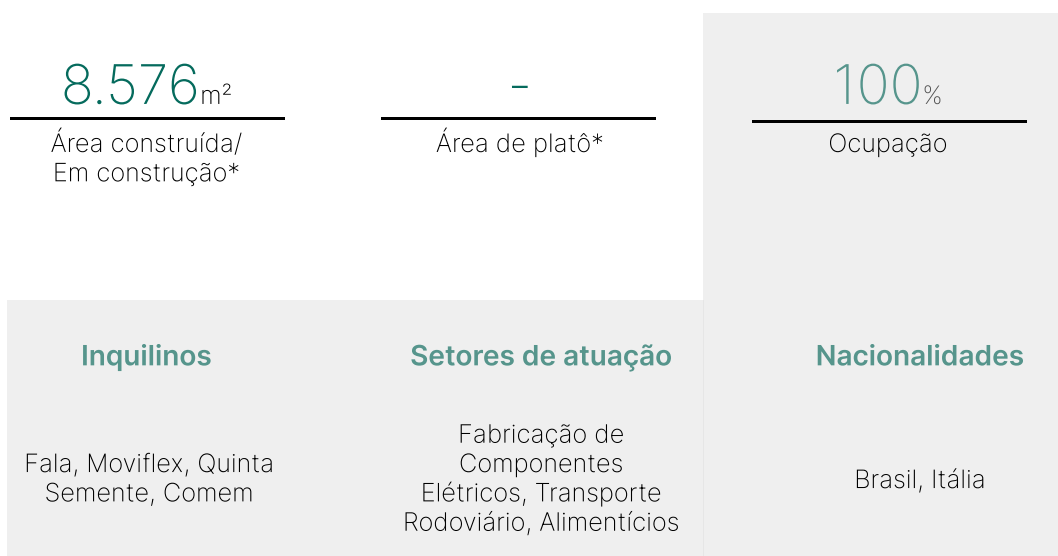 8.576m²
Área construída/
Em construção*
-
Área de platô*
100%
Ocupação
Inquilinos
Fala, Moviflex, Quinta
Semente, Comem
Setores de atuação
Fabricação de
Componentes
Elétricos, Transporte
Rodoviário, Alimentícios
Nacionalidades
Brasil, Itália